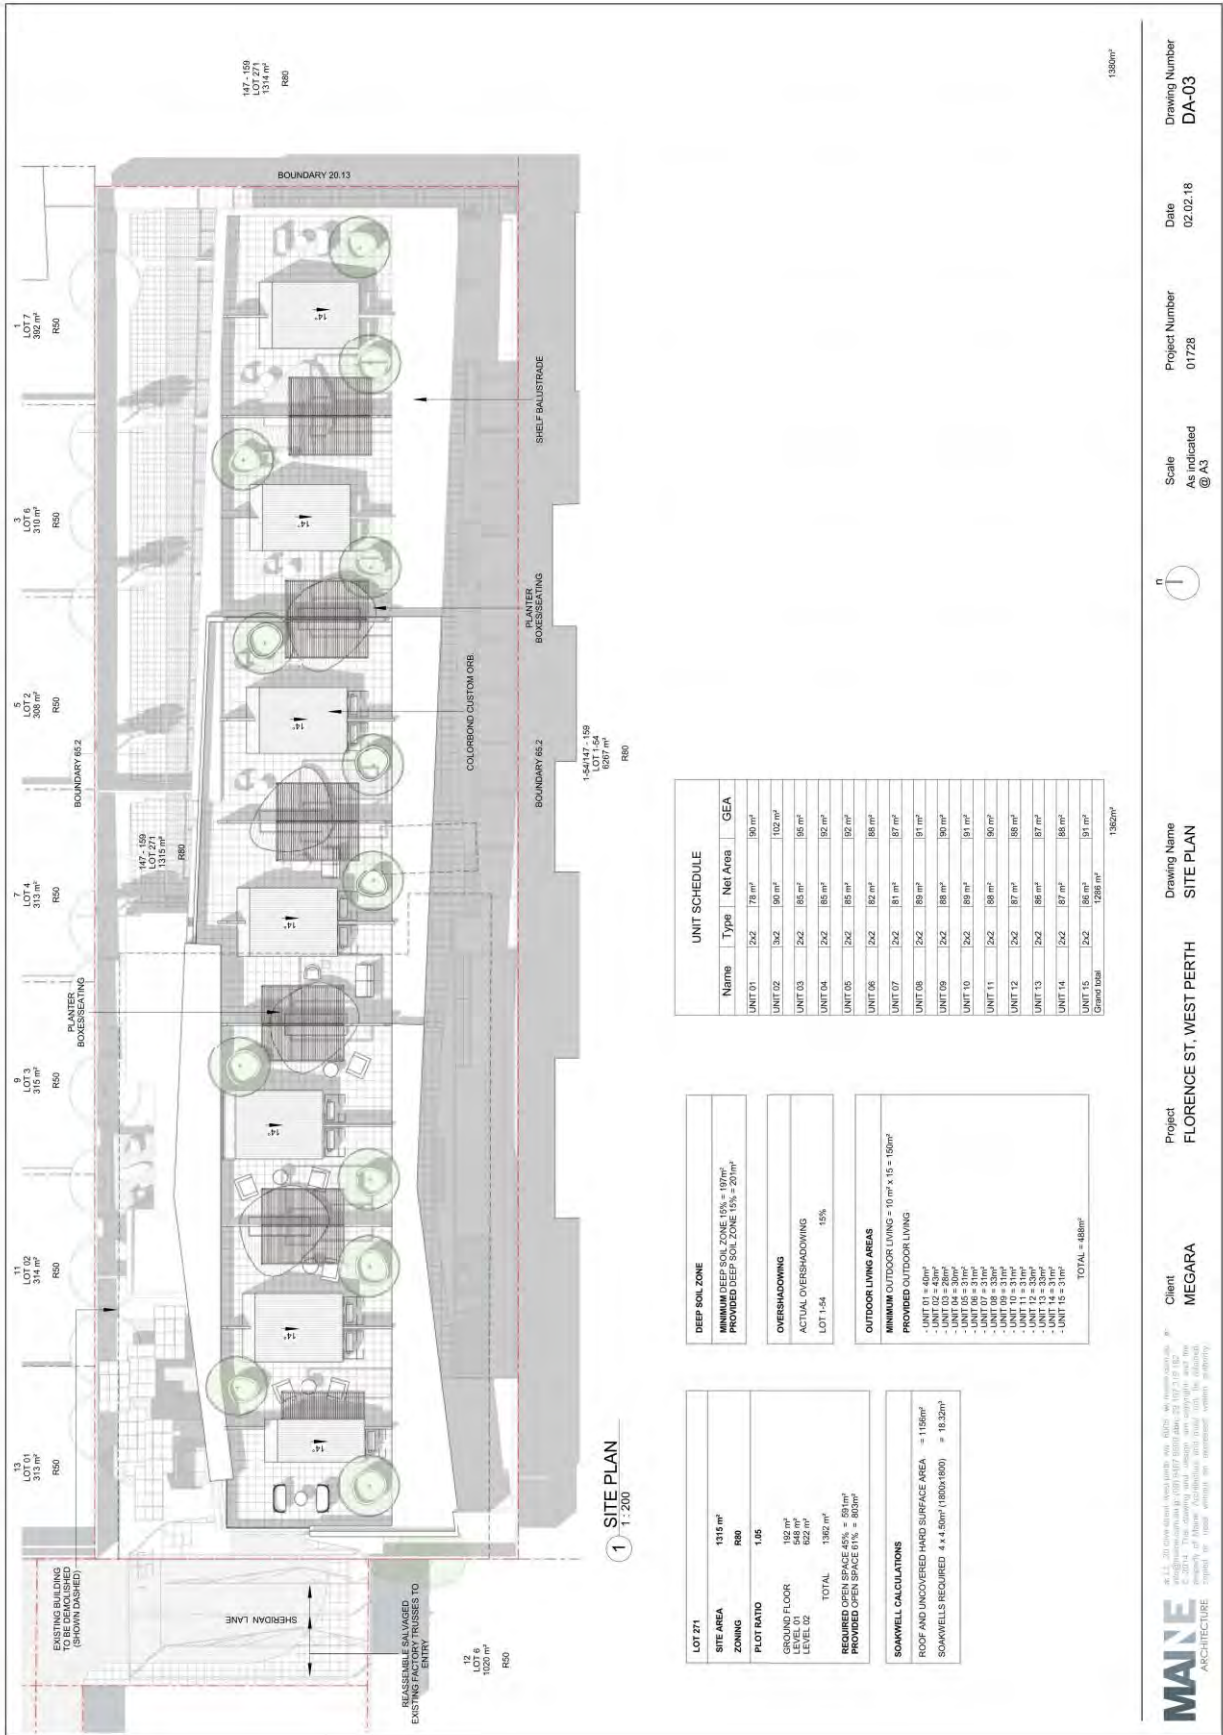 1
LOT 7
392 m²
R50
3
LOT 6
310 m²
R50
5
LOT 2
308 m²
R50
7
LOT 4
313 m²
R50
9
LOT 3
315 m²
R50
11
LOT 02
314 m²
R50
13
LOT 01
313 m²
R50
147 - 159
LOT 271
1314 m²
R80
BOUNDARY 20.13
BOUNDARY 65.2
147 - 159
LOT 271
1315 m²
R80
PLANTER
BOXES/SEATING
EXISTING BUILDING
TO BE DEMOLISHED
(SHOWN DASHED)
SHERIDAN LANE
REASSEMBLE SALVAGED
EXISTING FACTORY TRUSSES TO
ENTRY
12
LOT 6
1020 m²
R50
14°
14°
14°
14°
14°
14°
14°
SHELF BALUSTRADE
PLANTER
BOXES/SEATING
COLORBOND CUSTOM ORB
BOUNDARY 65.2
1-54/147 - 159
LOT 1-54
6267 m²
R80
1 SITE PLAN
1 : 200
LOT 271
SITE AREA 1315 m²
ZONING R80
PLOT RATIO 1.05
GROUND FLOOR 192 m²
LEVEL 01 548 m²
LEVEL 02 622 m²
TOTAL 1362 m²
REQUIRED OPEN SPACE 45% = 591m²
PROVIDED OPEN SPACE 61% = 803m²
SOAKWELL CALCULATIONS
ROOF AND UNCOVERED HARD SURFACE AREA = 1156m²
SOAKWELLS REQUIRED 4 x 4.50m³ (1800x1800) = 18.32m³
DEEP SOIL ZONE
MINIMUM DEEP SOIL ZONE 15% = 197m²
PROVIDED DEEP SOIL ZONE 15% = 201m²
OVERSHADOWING
ACTUAL OVERSHADOWING
LOT 1-54 15%
OUTDOOR LIVING AREAS
MINIMUM OUTDOOR LIVING = 10 m² x 15 = 150m²
PROVIDED OUTDOOR LIVING
- UNIT 01 = 40m²
- UNIT 02 = 43m²
- UNIT 03 = 28m²
- UNIT 04 = 30m²
- UNIT 05 = 31m²
- UNIT 06 = 31m²
- UNIT 07 = 31m²
- UNIT 08 = 33m²
- UNIT 09 = 31m²
- UNIT 10 = 31m²
- UNIT 11 = 31m²
- UNIT 12 = 33m²
- UNIT 13 = 33m²
- UNIT 14 = 31m²
- UNIT 15 = 31m²
TOTAL = 488m²
UNIT SCHEDULE
Name Type Net Area GEA
UNIT 01 2x2 78 m² 90 m²
UNIT 02 3x2 90 m² 102 m²
UNIT 03 2x2 85 m² 95 m²
UNIT 04 2x2 85 m² 92 m²
UNIT 05 2x2 85 m² 92 m²
UNIT 06 2x2 82 m² 88 m²
UNIT 07 2x2 81 m² 87 m²
UNIT 08 2x2 89 m² 91 m²
UNIT 09 2x2 88 m² 90 m²
UNIT 10 2x2 89 m² 91 m²
UNIT 11 2x2 88 m² 90 m²
UNIT 12 2x2 87 m² 88 m²
UNIT 13 2x2 86 m² 87 m²
UNIT 14 2x2 87 m² 88 m²
UNIT 15 2x2 86 m² 91 m²
Grand total 1286 m²
1362m²
1380m²
n
MAINE
ARCHITECTURE
Client
MEGARA
Project
FLORENCE ST, WEST PERTH
Drawing Name
SITE PLAN
Scale
As indicated
@ A3
Project Number
01728
Date
02.02.18
Drawing Number
DA-03